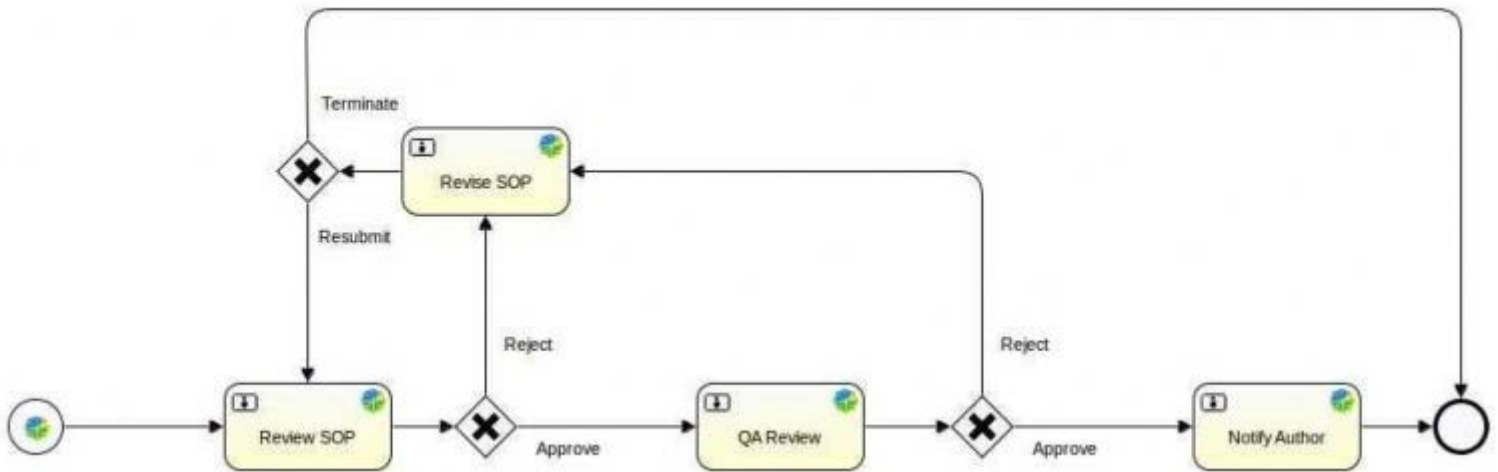 Terminate
Revise SOP
Resubmit
Reject
Reject
Review SOP
Approve
QA Review
Approve
Notify Author